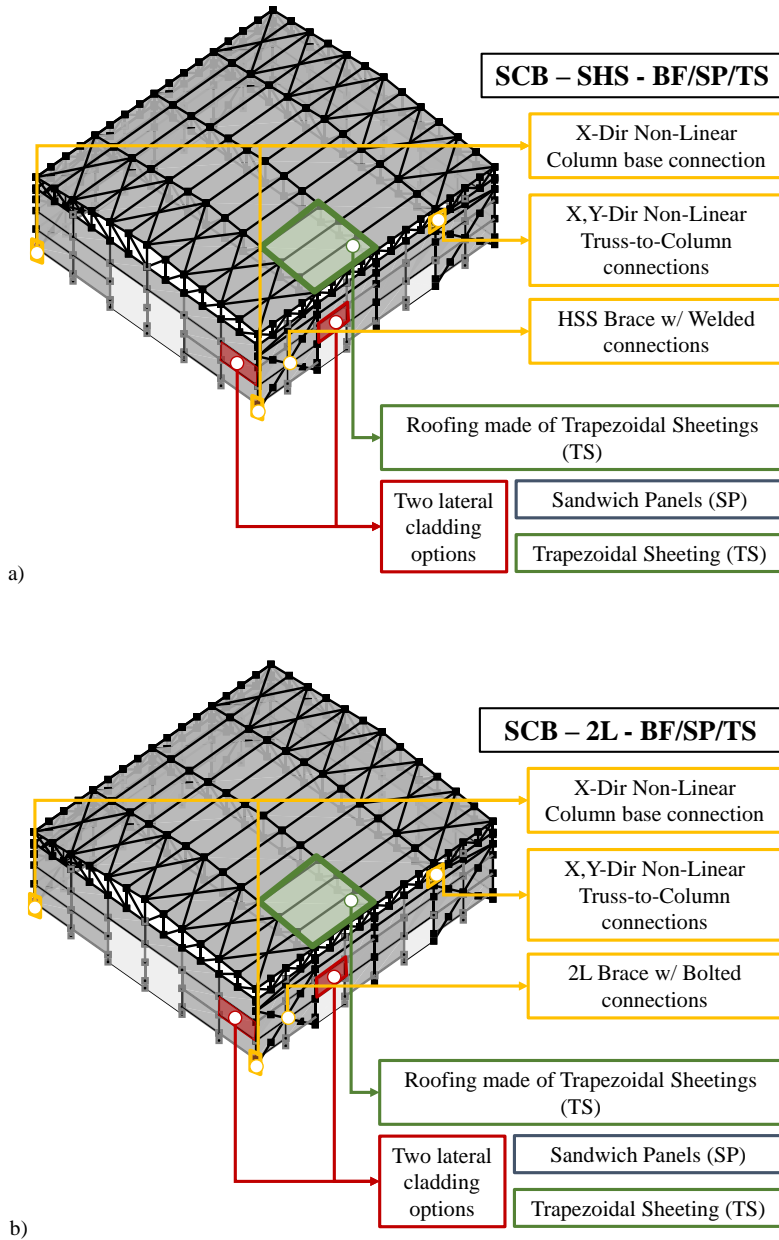 SCB – SHS - BF/SP/TS
X-Dir Non-Linear
Column base connection
X,Y-Dir Non-Linear
Truss-to-Column
connections
HSS Brace w/ Welded
connections
Roofing made of Trapezoidal Sheetings
(TS)
Two lateral
cladding
options
Sandwich Panels (SP)
Trapezoidal Sheeting (TS)
a)
SCB – 2L - BF/SP/TS
X-Dir Non-Linear
Column base connection
X,Y-Dir Non-Linear
Truss-to-Column
connections
2L Brace w/ Bolted
connections
Roofing made of Trapezoidal Sheetings
(TS)
Two lateral
cladding
options
Sandwich Panels (SP)
Trapezoidal Sheeting (TS)
b)